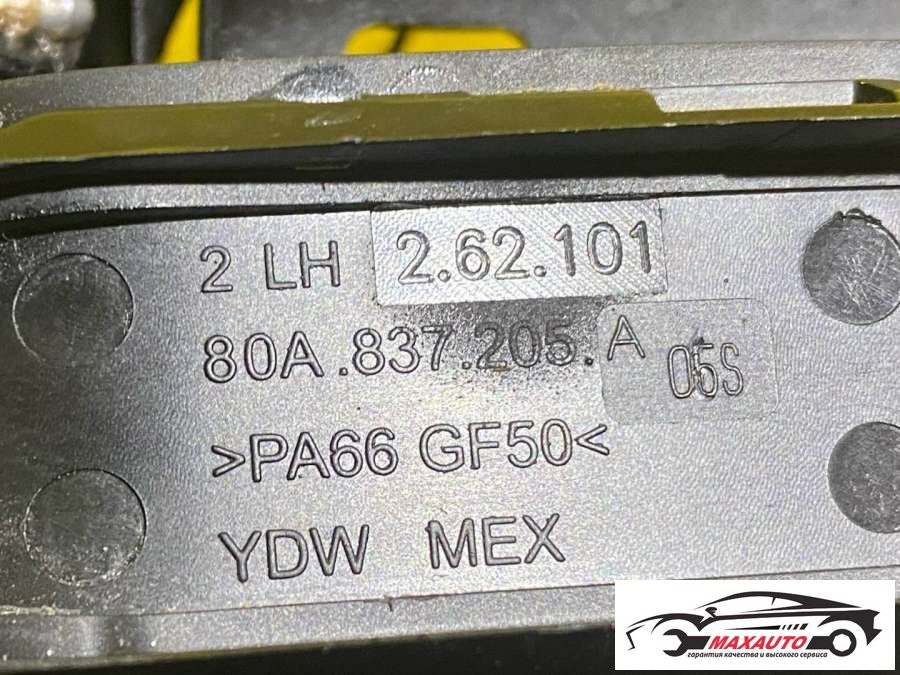 2 LH 2.62.101
80A.837.205.A
05S
>PA66 GF50<
YDW MEX
MAXAUTO
гарантия качества и высокого сервиса